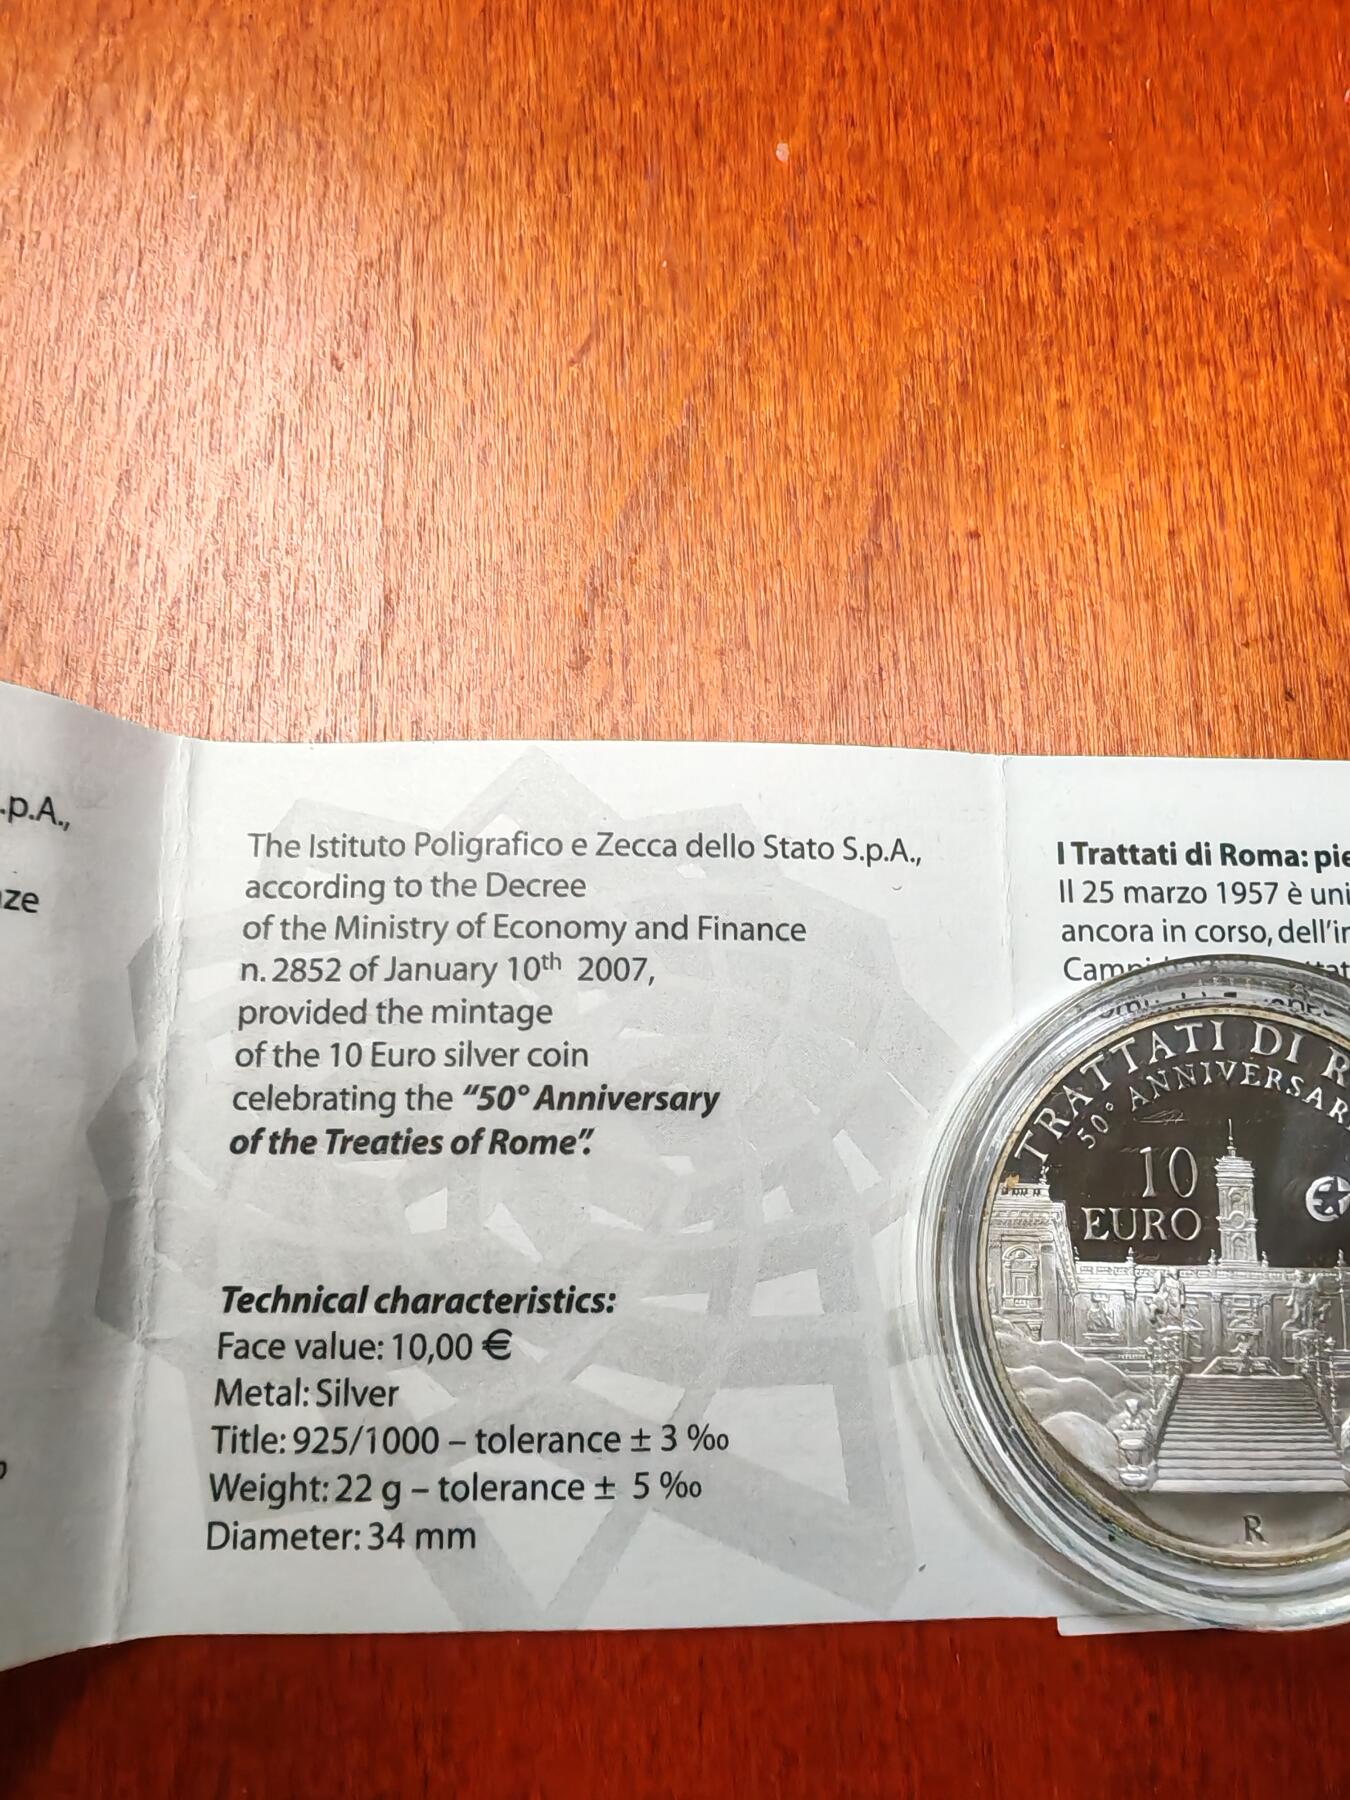 .p.A.,
ze
The Istituto Poligrafico e Zecca dello Stato S.p.A.,
according to the Decree
of the Ministry of Economy and Finance
n. 2852 of January 10th 2007,
provided the mintage
of the 10 Euro silver coin
celebrating the “50° Anniversary
of the Treaties of Rome”.
Technical characteristics:
Face value: 10,00 €
Metal: Silver
Title: 925/1000 – tolerance ± 3 ‰
Weight: 22 g – tolerance ± 5 ‰
Diameter: 34 mm
I Trattati di Roma: pie
Il 25 marzo 1957 è uni
ancora in corso, dell’in
TRATTATI DI R
50° ANNIVERSAR
10
EURO
R